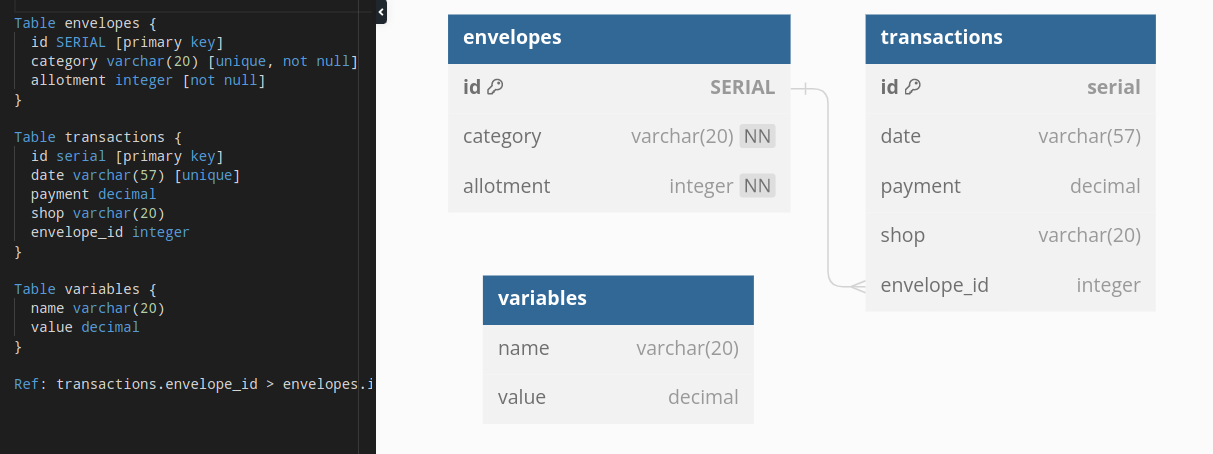 Table envelopes {
id SERIAL [primary key]
category varchar(20) [unique, not null]
allotment integer [not null]
}
Table transactions {
id serial [primary key]
date varchar(57) [unique]
payment decimal
shop varchar(20)
envelope_id integer
}
Table variables {
name varchar(20)
value decimal
}
Ref: transactions.envelope_id > envelopes.i
envelopes
id SERIAL
category varchar(20) NN
allotment integer NN
transactions
id serial
date varchar(57)
payment decimal
shop varchar(20)
envelope_id integer
variables
name varchar(20)
value decimal